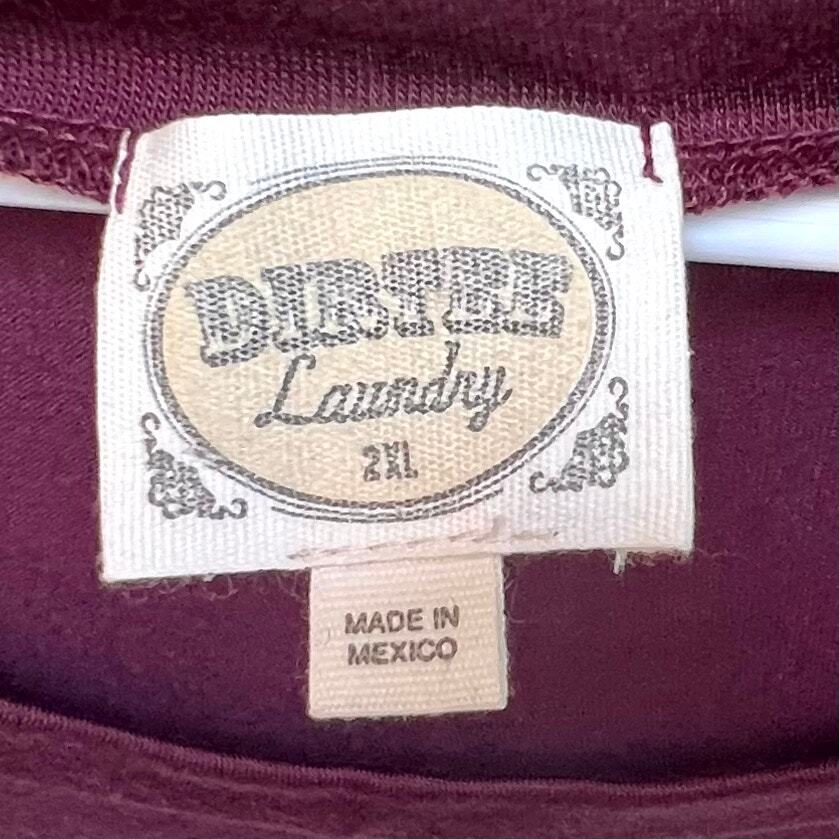 DIRTEE
Laundry
2XL
MADE IN
MEXICO